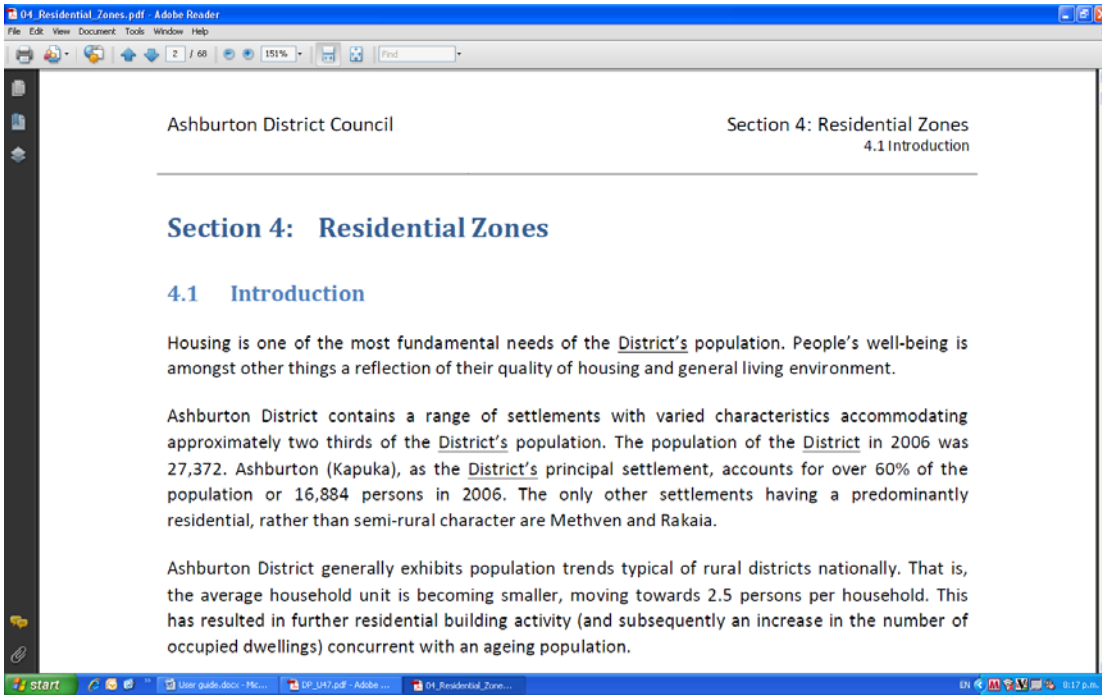 04_Residential_Zones.pdf - Adobe Reader
File Edit View Document Tools Window Help
2 / 68 151% Find
Ashburton District Council Section 4: Residential Zones
4.1 Introduction
Section 4: Residential Zones
4.1 Introduction
Housing is one of the most fundamental needs of the District's population. People's well-being is
amongst other things a reflection of their quality of housing and general living environment.
Ashburton District contains a range of settlements with varied characteristics accommodating
approximately two thirds of the District's population. The population of the District in 2006 was
27,372. Ashburton (Kapuka), as the District's principal settlement, accounts for over 60% of the
population or 16,884 persons in 2006. The only other settlements having a predominantly
residential, rather than semi-rural character are Methven and Rakaia.
Ashburton District generally exhibits population trends typical of rural districts nationally. That is,
the average household unit is becoming smaller, moving towards 2.5 persons per household. This
has resulted in further residential building activity (and subsequently an increase in the number of
occupied dwellings) concurrent with an ageing population.
start User guide.docx - Mic... DP_U47.pdf - Adobe ... 04_Residential_Zone... EN 8:17 p.m.